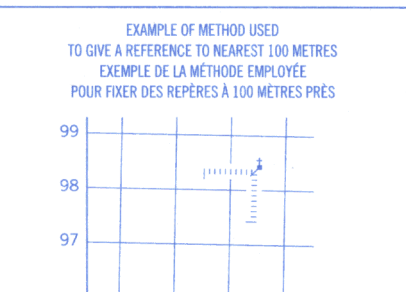 EXAMPLE OF METHOD USED
TO GIVE A REFERENCE TO NEAREST 100 METRES
EXEMPLE DE LA MÉTHODE EMPLOYÉE
POUR FIXER DES REPÈRES À 100 MÈTRES PRÈS
99
98
97